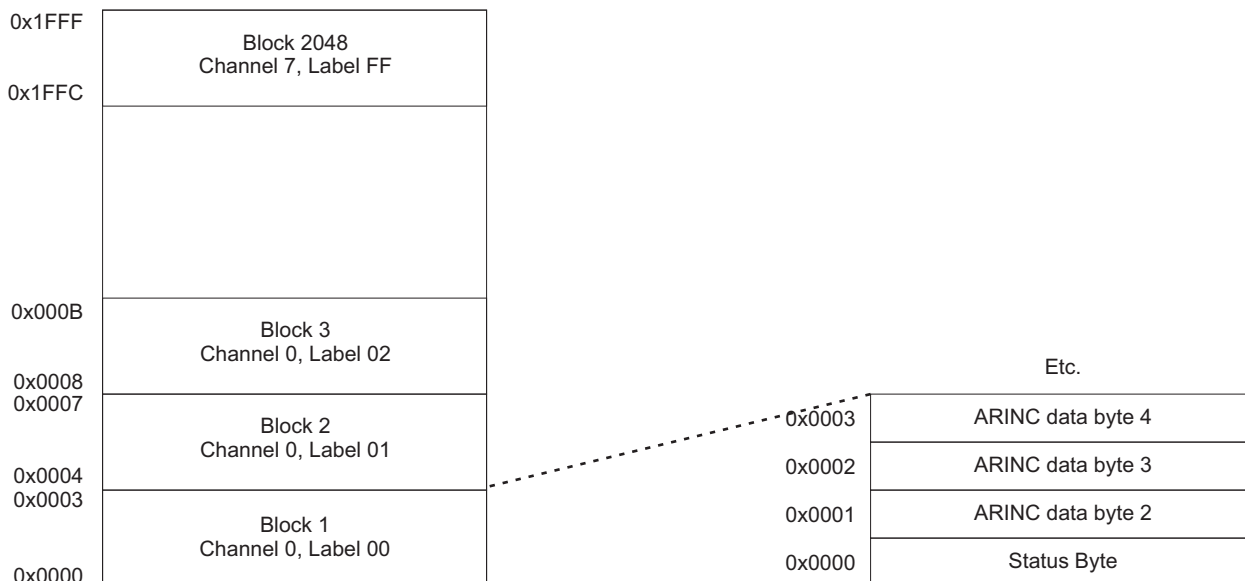 0x1FFF
Block 2048
Channel 7, Label FF
0x1FFC
0x000B
Block 3
Channel 0, Label 02
0x0008
0x0007
Block 2
Channel 0, Label 01
0x0004
0x0003
Block 1
Channel 0, Label 00
0x0000
Etc.
0x0003 ARINC data byte 4
0x0002 ARINC data byte 3
0x0001 ARINC data byte 2
0x0000 Status Byte